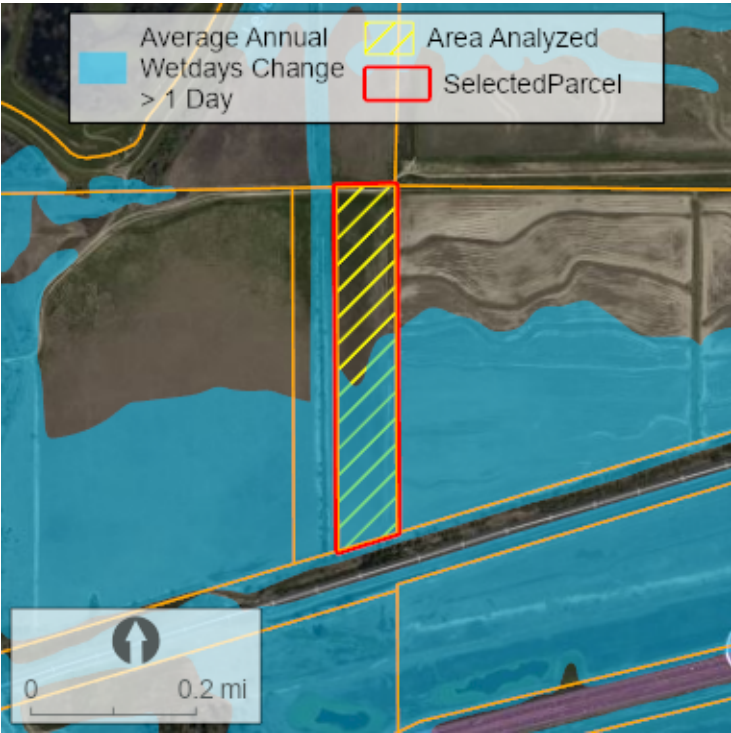 Average Annual
Wetdays Change
> 1 Day
Area Analyzed
SelectedParcel
0
0.2 mi